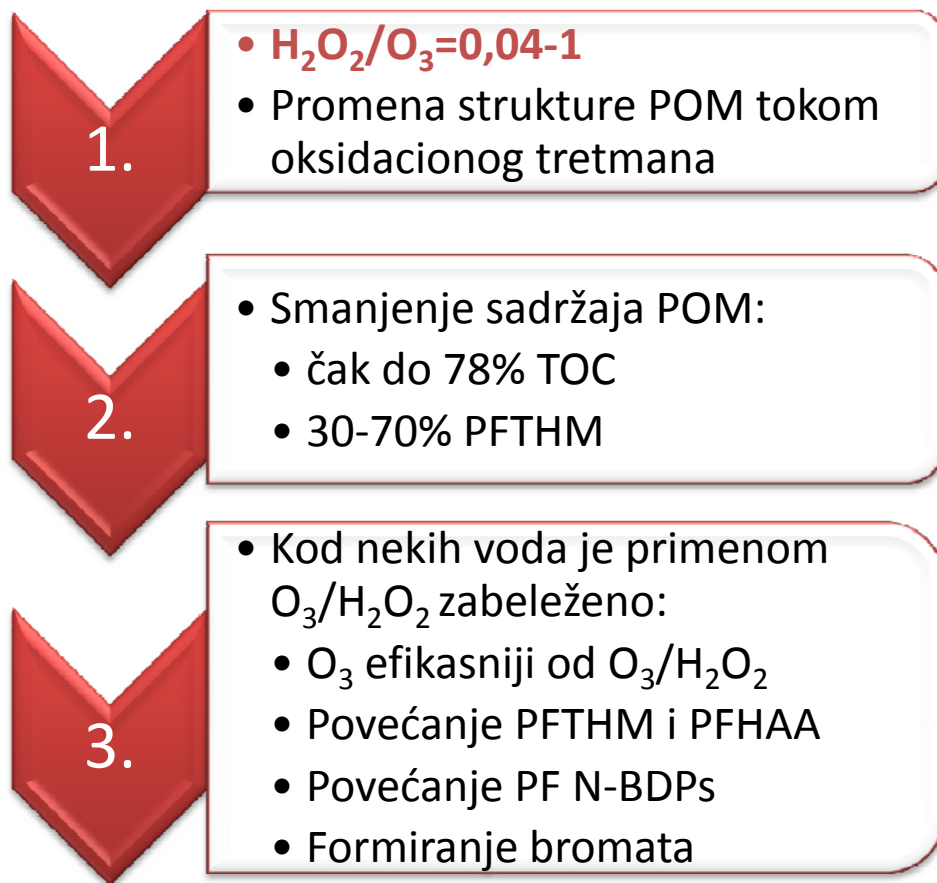 1.
• H₂O₂/O₃=0,04-1
• Promena strukture POM tokom
oksidacionog tretmana
2.
• Smanjenje sadržaja POM:
• čak do 78% TOC
• 30-70% PFTHM
3.
• Kod nekih voda je primenom
O₃/H₂O₂ zabeleženo:
• O₃ efikasniji od O₃/H₂O₂
• Povećanje PFTHM i PFHAA
• Povećanje PF N-BDPs
• Formiranje bromata